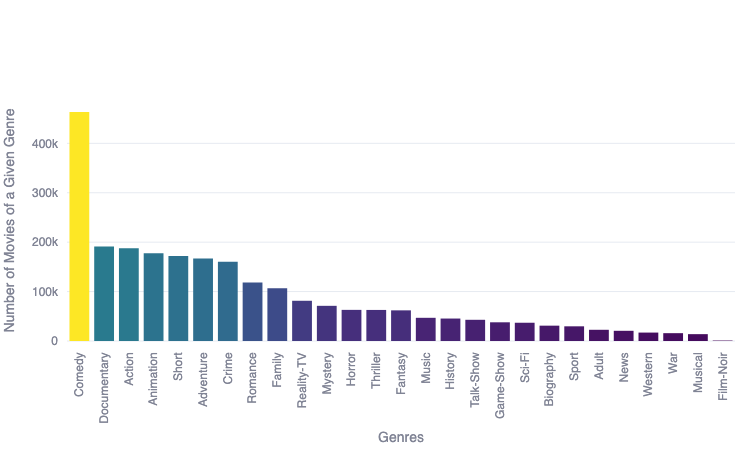 Number of Movies of a Given Genre
400k
300k
200k
100k
0
Comedy
Documentary
Action
Animation
Short
Adventure
Crime
Romance
Family
Reality-TV
Mystery
Horror
Thriller
Fantasy
Music
History
Talk-Show
Game-Show
Sci-Fi
Biography
Sport
Adult
News
Western
War
Musical
Film-Noir
Genres